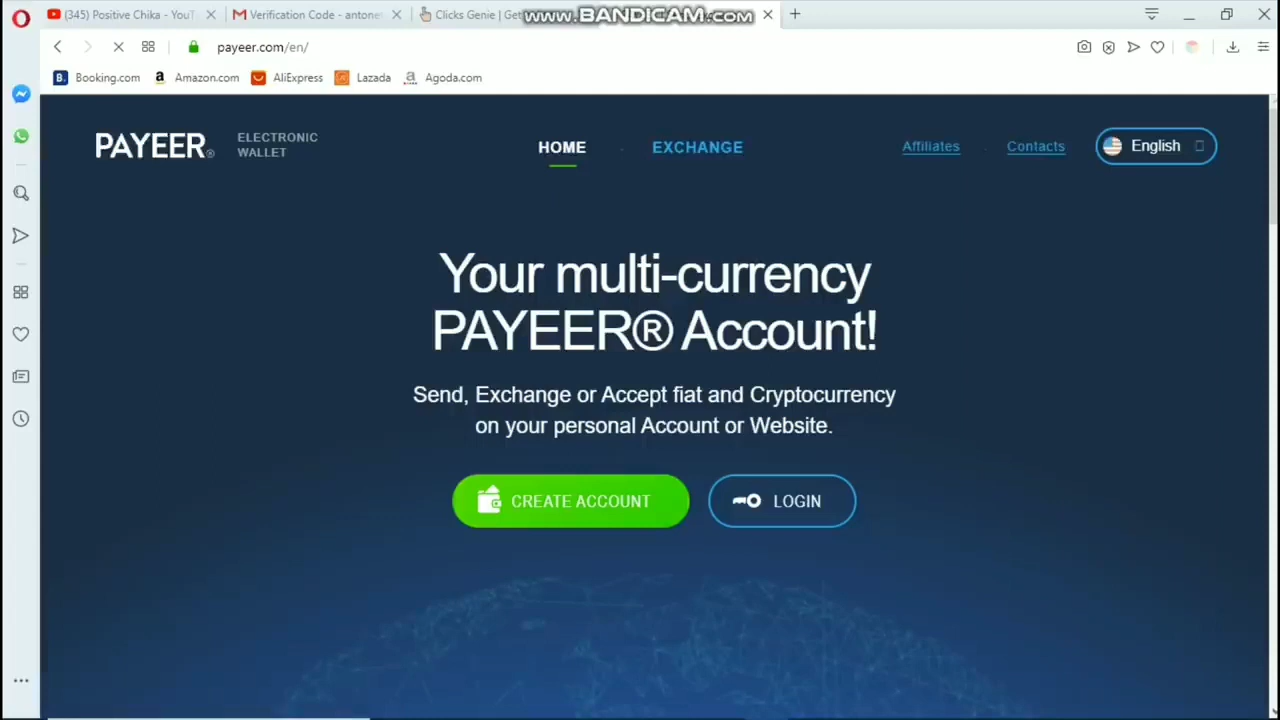 (345) Positive Chika - YouT
Verification Code - antone
Clicks Genie | Get
www.BANDICAM.com
payeer.com/en/
Booking.com
Amazon.com
AliExpress
Lazada
Agoda.com
PAYEER®
ELECTRONIC
WALLET
HOME
EXCHANGE
Affiliates
Contacts
English
Your multi-currency
PAYEER® Account!
Send, Exchange or Accept fiat and Cryptocurrency
on your personal Account or Website.
CREATE ACCOUNT
LOGIN